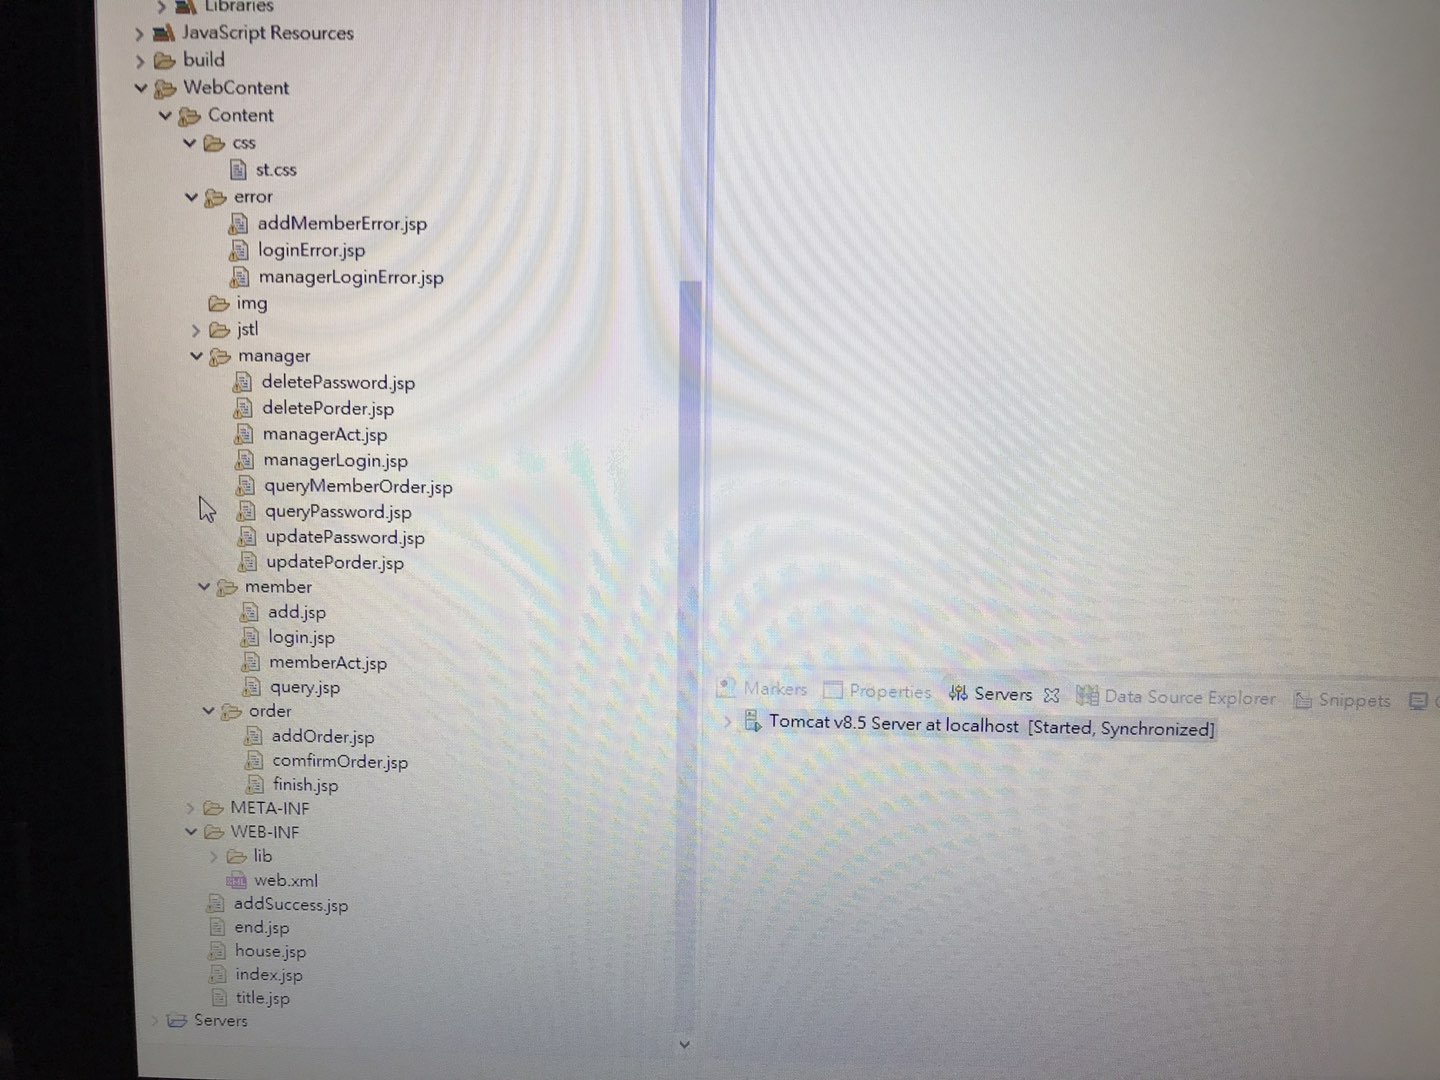 Libraries
JavaScript Resources
build
WebContent
Content
css
st.css
error
addMemberError.jsp
loginError.jsp
managerLoginError.jsp
img
jstl
manager
deletePassword.jsp
deletePorder.jsp
managerAct.jsp
managerLogin.jsp
queryMemberOrder.jsp
queryPassword.jsp
updatePassword.jsp
updatePorder.jsp
member
add.jsp
login.jsp
memberAct.jsp
query.jsp
order
addOrder.jsp
comfirmOrder.jsp
finish.jsp
META-INF
WEB-INF
lib
web.xml
addSuccess.jsp
end.jsp
house.jsp
index.jsp
title.jsp
Servers
Markers Properties Servers Data Source Explorer Snippets
Tomcat v8.5 Server at localhost [Started, Synchronized]